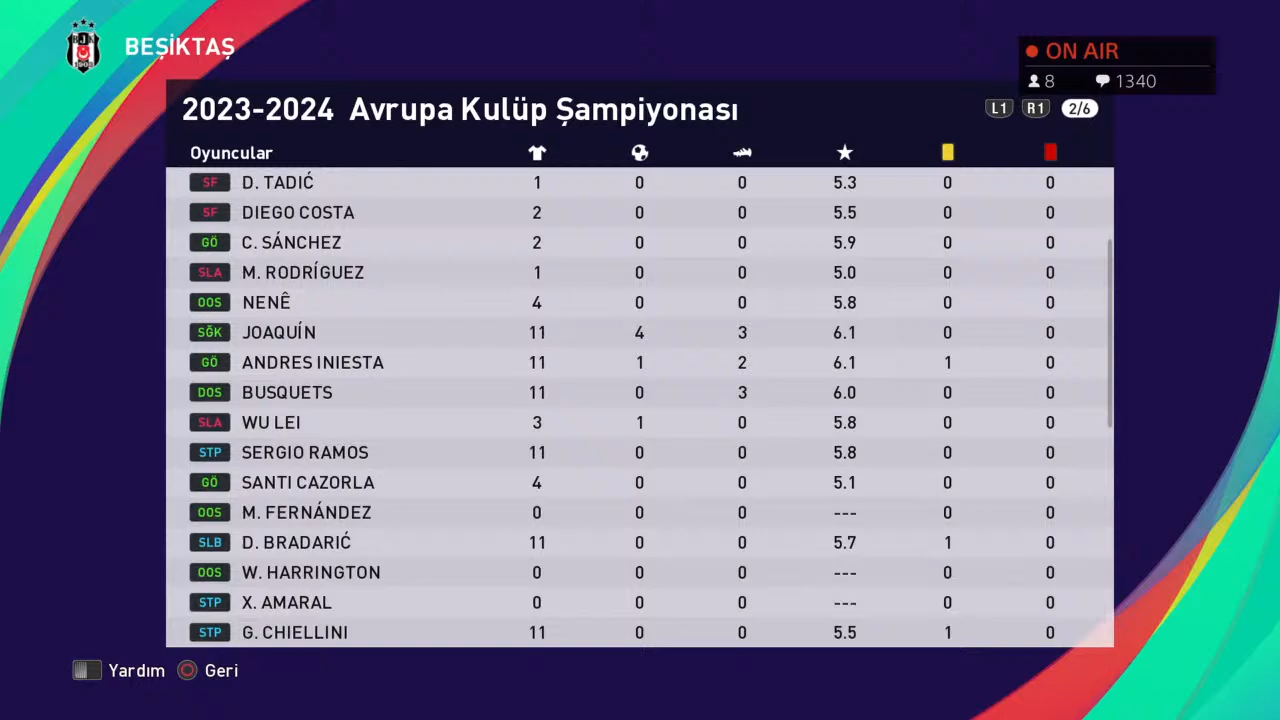 BJK
1903
BEŞİKTAŞ
ON AIR
8 1340
2023-2024 Avrupa Kulüp Şampiyonası L1 R1 2/6
Oyuncular
SF D. TADIĆ 1 0 0 5.3 0 0
SF DIEGO COSTA 2 0 0 5.5 0 0
GÖ C. SÁNCHEZ 2 0 0 5.9 0 0
SLA M. RODRÍGUEZ 1 0 0 5.0 0 0
OOS NENÊ 4 0 0 5.8 0 0
SĞK JOAQUÍN 11 4 3 6.1 0 0
GÖ ANDRES INIESTA 11 1 2 6.1 1 0
DOS BUSQUETS 11 0 3 6.0 0 0
SLA WU LEI 3 1 0 5.8 0 0
STP SERGIO RAMOS 11 0 0 5.8 0 0
GÖ SANTI CAZORLA 4 0 0 5.1 0 0
OOS M. FERNÁNDEZ 0 0 0 --- 0 0
SLB D. BRADARIĆ 11 0 0 5.7 1 0
OOS W. HARRINGTON 0 0 0 --- 0 0
STP X. AMARAL 0 0 0 --- 0 0
STP G. CHIELLINI 11 0 0 5.5 1 0
Yardım Geri